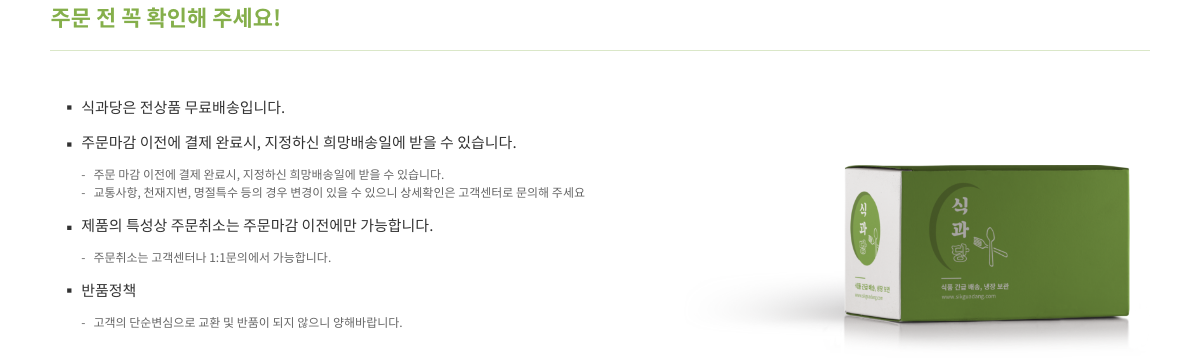 주문 전 꼭 확인해 주세요!
식과당은 전상품 무료배송입니다.
주문마감 이전에 결제 완료시, 지정하신 희망배송일에 받을 수 있습니다.
- 주문 마감 이전에 결제 완료시, 지정하신 희망배송일에 받을 수 있습니다.
- 교통사항, 천재지변, 명절특수 등의 경우 변경이 있을 수 있으니 상세확인은 고객센터로 문의해 주세요
제품의 특성상 주문취소는 주문마감 이전에만 가능합니다.
- 주문취소는 고객센터나 1:1문의에서 가능합니다.
반품정책
- 고객의 단순변심으로 교환 및 반품이 되지 않으니 양해바랍니다.
식
과
당
식품 긴급 배송, 냉장 보관
식
과
당